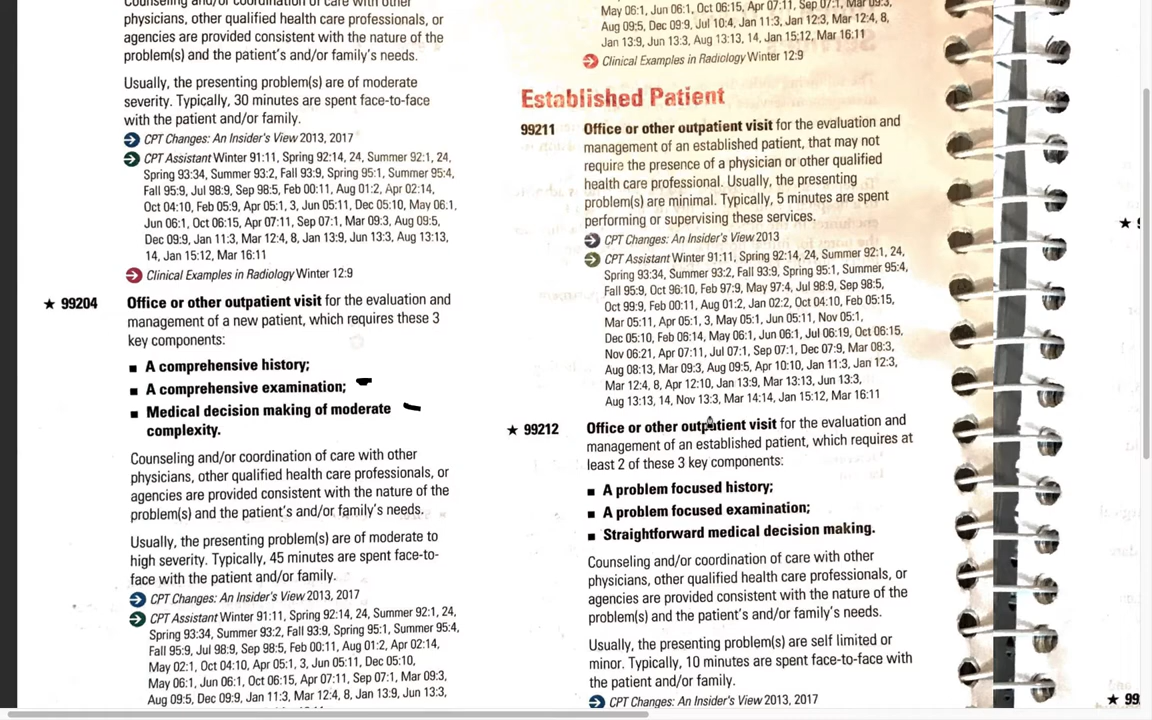 Counseling and/or coordination of care with other
physicians, other qualified health care professionals, or
agencies are provided consistent with the nature of the
problem(s) and the patient's and/or family's needs.
Usually, the presenting problem(s) are of moderate
severity. Typically, 30 minutes are spent face-to-face
with the patient and/or family.
CPT Changes: An Insider's View 2013, 2017
CPT Assistant Winter 91:11, Spring 92:14, 24, Summer 92:1, 24,
Spring 93:34, Summer 93:2, Fall 93:9, Spring 95:1, Summer 95:4,
Fall 95:9, Jul 98:9, Sep 98:5, Feb 00:11, Aug 01:2, Apr 02:14,
Oct 04:10, Feb 05:9, Apr 05:1, 3, Jun 05:11, Dec 05:10, May 06:1,
Jun 06:1, Oct 06:15, Apr 07:11, Sep 07:1, Mar 09:3, Aug 09:5,
Dec 09:9, Jan 11:3, Mar 12:4, 8, Jan 13:9, Jun 13:3, Aug 13:13,
14, Jan 15:12, Mar 16:11
Clinical Examples in Radiology Winter 12:9
★ 99204 Office or other outpatient visit for the evaluation and
management of a new patient, which requires these 3
key components:
■ A comprehensive history;
■ A comprehensive examination;
■ Medical decision making of moderate
complexity.
Counseling and/or coordination of care with other
physicians, other qualified health care professionals, or
agencies are provided consistent with the nature of the
problem(s) and the patient's and/or family's needs.
Usually, the presenting problem(s) are of moderate to
high severity. Typically, 45 minutes are spent face-to-
face with the patient and/or family.
CPT Changes: An Insider's View 2013, 2017
CPT Assistant Winter 91:11, Spring 92:14, 24, Summer 92:1, 24,
Spring 93:34, Summer 93:2, Fall 93:9, Spring 95:1, Summer 95:4,
Fall 95:9, Jul 98:9, Sep 98:5, Feb 00:11, Aug 01:2, Apr 02:14,
May 02:1, Oct 04:10, Apr 05:1, 3, Jun 05:11, Dec 05:10,
May 06:1, Jun 06:1, Oct 06:15, Apr 07:11, Sep 07:1, Mar 09:3,
Aug 09:5, Dec 09:9, Jan 11:3, Mar 12:4, 8, Jan 13:9, Jun 13:3,
May 06:1, Jun 06:1, Oct 06:15, Apr 07:11, Sep 07:1, Mar 09:3,
Aug 09:5, Dec 09:9, Jul 10:4, Jan 11:3, Jan 12:3, Mar 12:4, 8,
Jan 13:9, Jun 13:3, Aug 13:13, 14, Jan 15:12, Mar 16:11
Clinical Examples in Radiology Winter 12:9
Established Patient
99211 Office or other outpatient visit for the evaluation and
management of an established patient, that may not
require the presence of a physician or other qualified
health care professional. Usually, the presenting
problem(s) are minimal. Typically, 5 minutes are spent
performing or supervising these services.
CPT Changes: An Insider's View 2013
CPT Assistant Winter 91:11, Spring 92:14, 24, Summer 92:1, 24,
Spring 93:34, Summer 93:2, Fall 93:9, Spring 95:1, Summer 95:4,
Fall 95:9, Oct 96:10, Feb 97:9, May 97:4, Jul 98:9, Sep 98:5,
Oct 99:9, Feb 00:11, Aug 01:2, Jan 02:2, Oct 04:10, Feb 05:15,
Mar 05:11, Apr 05:1, 3, May 05:1, Jun 05:11, Nov 05:1,
Dec 05:10, Feb 06:14, May 06:1, Jun 06:1, Jul 06:19, Oct 06:15,
Nov 06:21, Apr 07:11, Jul 07:1, Sep 07:1, Dec 07:9, Mar 08:3,
Aug 08:13, Mar 09:3, Aug 09:5, Apr 10:10, Jan 11:3, Jan 12:3,
Mar 12:4, 8, Apr 12:10, Jan 13:9, Mar 13:13, Jun 13:3,
Aug 13:13, 14, Nov 13:3, Mar 14:14, Jan 15:12, Mar 16:11
★ 99212 Office or other outpatient visit for the evaluation and
management of an established patient, which requires at
least 2 of these 3 key components:
■ A problem focused history;
■ A problem focused examination;
■ Straightforward medical decision making.
Counseling and/or coordination of care with other
physicians, other qualified health care professionals, or
agencies are provided consistent with the nature of the
problem(s) and the patient's and/or family's needs.
Usually, the presenting problem(s) are self limited or
minor. Typically, 10 minutes are spent face-to-face with
the patient and/or family.
CPT Changes: An Insider's View 2013, 2017
★ 99